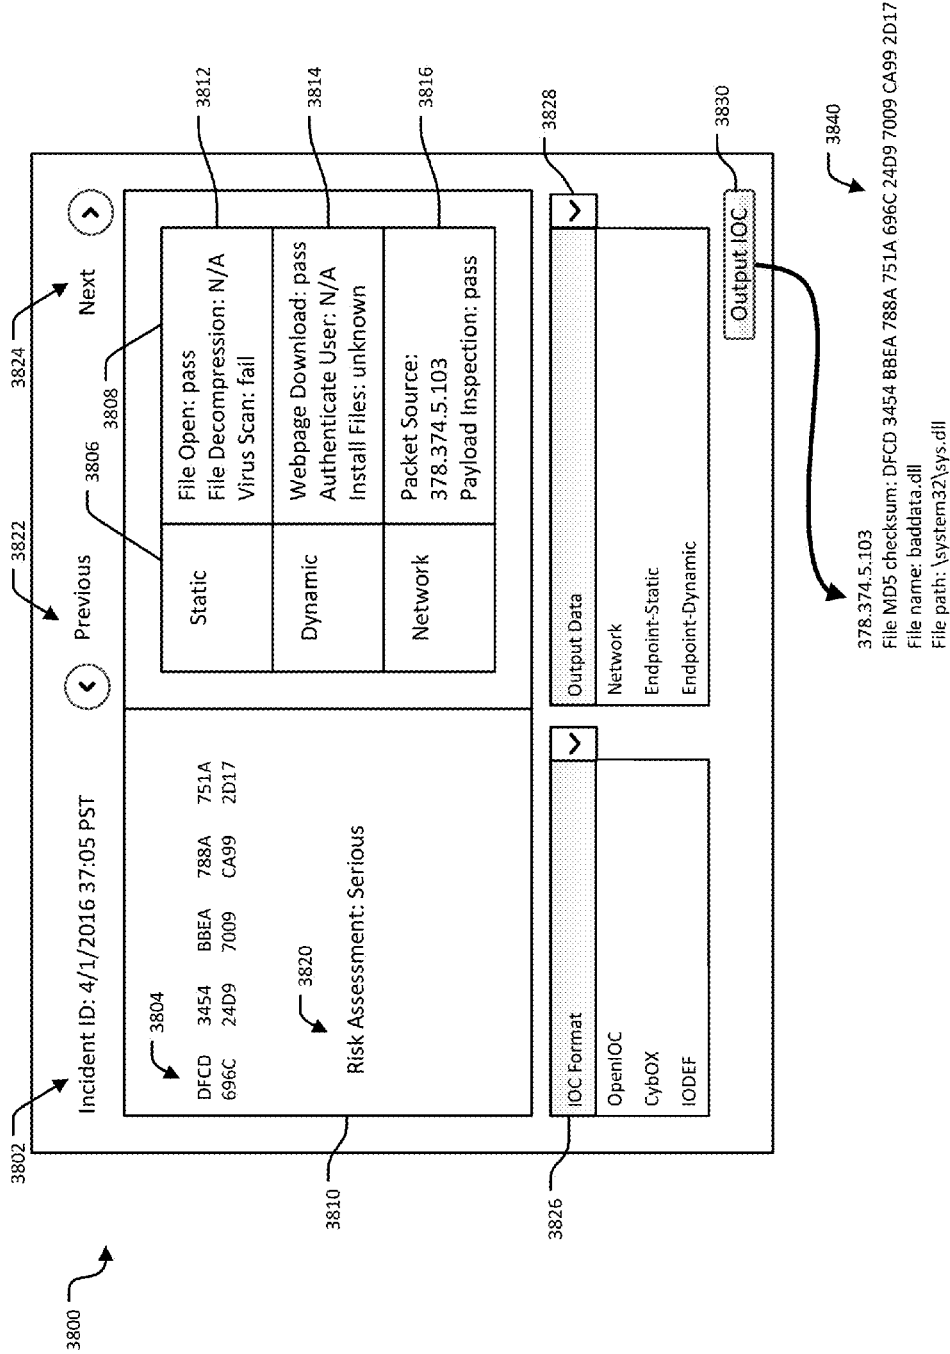 3800
3802
3822
3824
Incident ID: 4/1/2016 37:05 PST
Previous
Next
3804
3806
3808
DFCD 3454 BBEA 788A 751A
696C 24D9 7009 CA99 2D17
3820
Risk Assessment: Serious
3810
Static
File Open: pass
File Decompression: N/A
Virus Scan: fail
3812
Dynamic
Webpage Download: pass
Authenticate User: N/A
Install Files: unknown
3814
Network
Packet Source:
378.374.5.103
Payload Inspection: pass
3816
3826
IOC Format
OpenIOC
CybOX
IODEF
Output Data
Network
Endpoint-Static
Endpoint-Dynamic
3828
Output IOC
3830
3840
378.374.5.103
File MD5 checksum: DFCD 3454 BBEA 788A 751A 696C 24D9 7009 CA99 2D17
File name: baddata.dll
File path: \system32\sys.dll